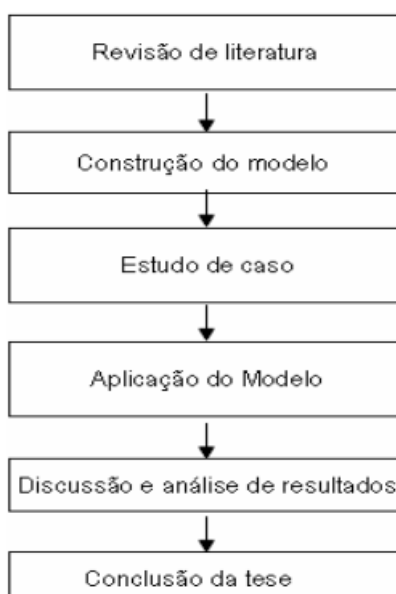 Revisão de literatura
Construção do modelo
Estudo de caso
Aplicação do Modelo
Discussão e análise de resultados
Conclusão da tese